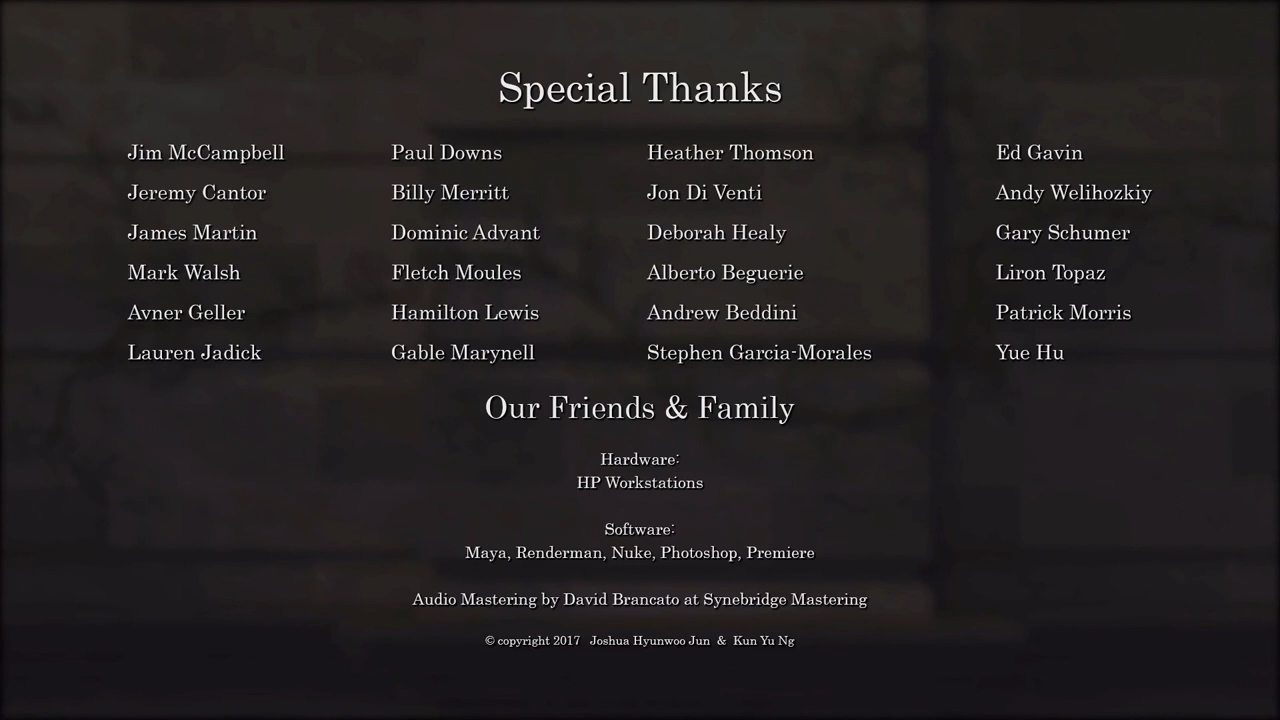 Special Thanks
Jim McCampbell Paul Downs Heather Thomson Ed Gavin
Jeremy Cantor Billy Merritt Jon Di Venti Andy Welihozkiy
James Martin Dominic Advant Deborah Healy Gary Schumer
Mark Walsh Fletch Moules Alberto Beguerie Liron Topaz
Avner Geller Hamilton Lewis Andrew Beddini Patrick Morris
Lauren Jadick Gable Marynell Stephen Garcia-Morales Yue Hu
Our Friends & Family
Hardware:
HP Workstations
Software:
Maya, Renderman, Nuke, Photoshop, Premiere
Audio Mastering by David Brancato at Synebridge Mastering
© copyright 2017 Joshua Hyunwoo Jun & Kun Yu Ng